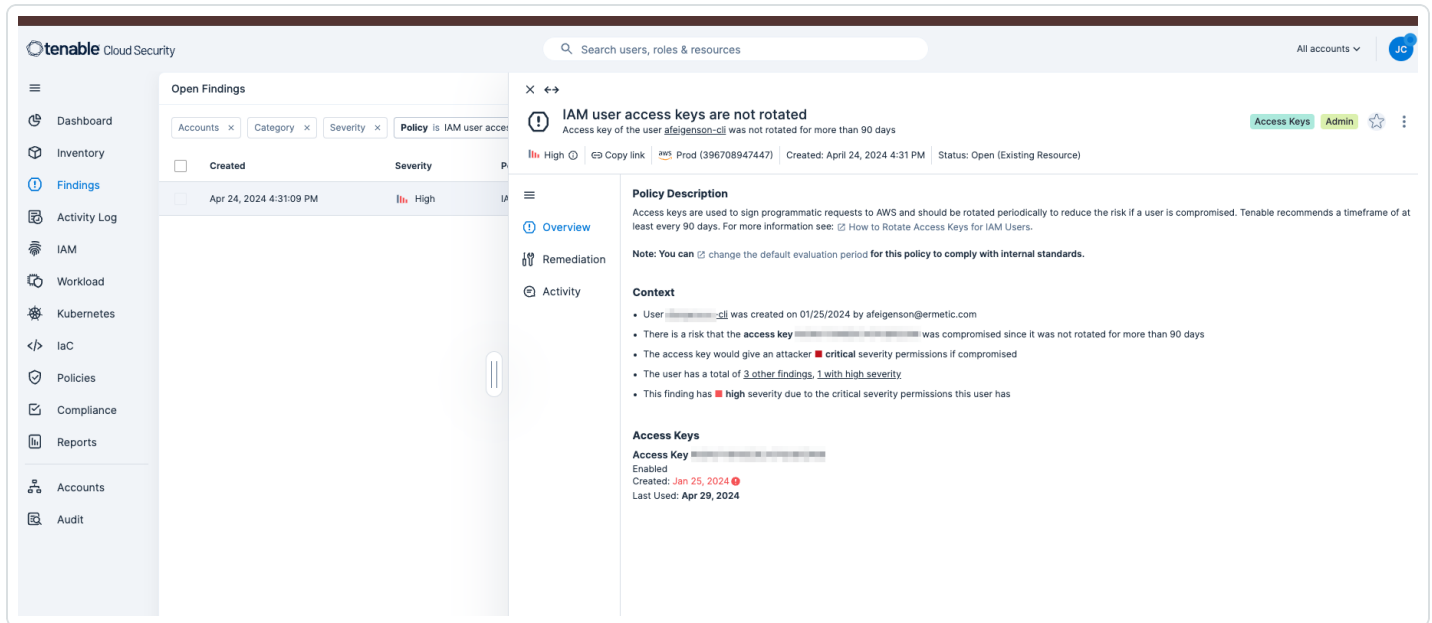 tenable Cloud Security
Search users, roles & resources
All accounts
JC
Dashboard
Inventory
Findings
Activity Log
IAM
Workload
Kubernetes
IaC
Policies
Compliance
Reports
Accounts
Audit
Open Findings
Accounts ×
Category ×
Severity ×
Policy is IAM user acces
Created Severity
Apr 24, 2024 4:31:09 PM High
IAM user access keys are not rotated
Access key of the user afeigenson-cli was not rotated for more than 90 days
Access Keys
Admin
High
Copy link
aws Prod (396708947447)
Created: April 24, 2024 4:31 PM
Status: Open (Existing Resource)
Overview
Remediation
Activity
Policy Description
Access keys are used to sign programmatic requests to AWS and should be rotated periodically to reduce the risk if a user is compromised. Tenable recommends a timeframe of at
least every 90 days. For more information see: How to Rotate Access Keys for IAM Users.
Note: You can change the default evaluation period for this policy to comply with internal standards.
Context
• User -cli was created on 01/25/2024 by afeigenson@ermetic.com
• There is a risk that the access key was compromised since it was not rotated for more than 90 days
• The access key would give an attacker critical severity permissions if compromised
• The user has a total of 3 other findings, 1 with high severity
• This finding has high severity due to the critical severity permissions this user has
Access Keys
Access Key
Enabled
Created: Jan 25, 2024
Last Used: Apr 29, 2024